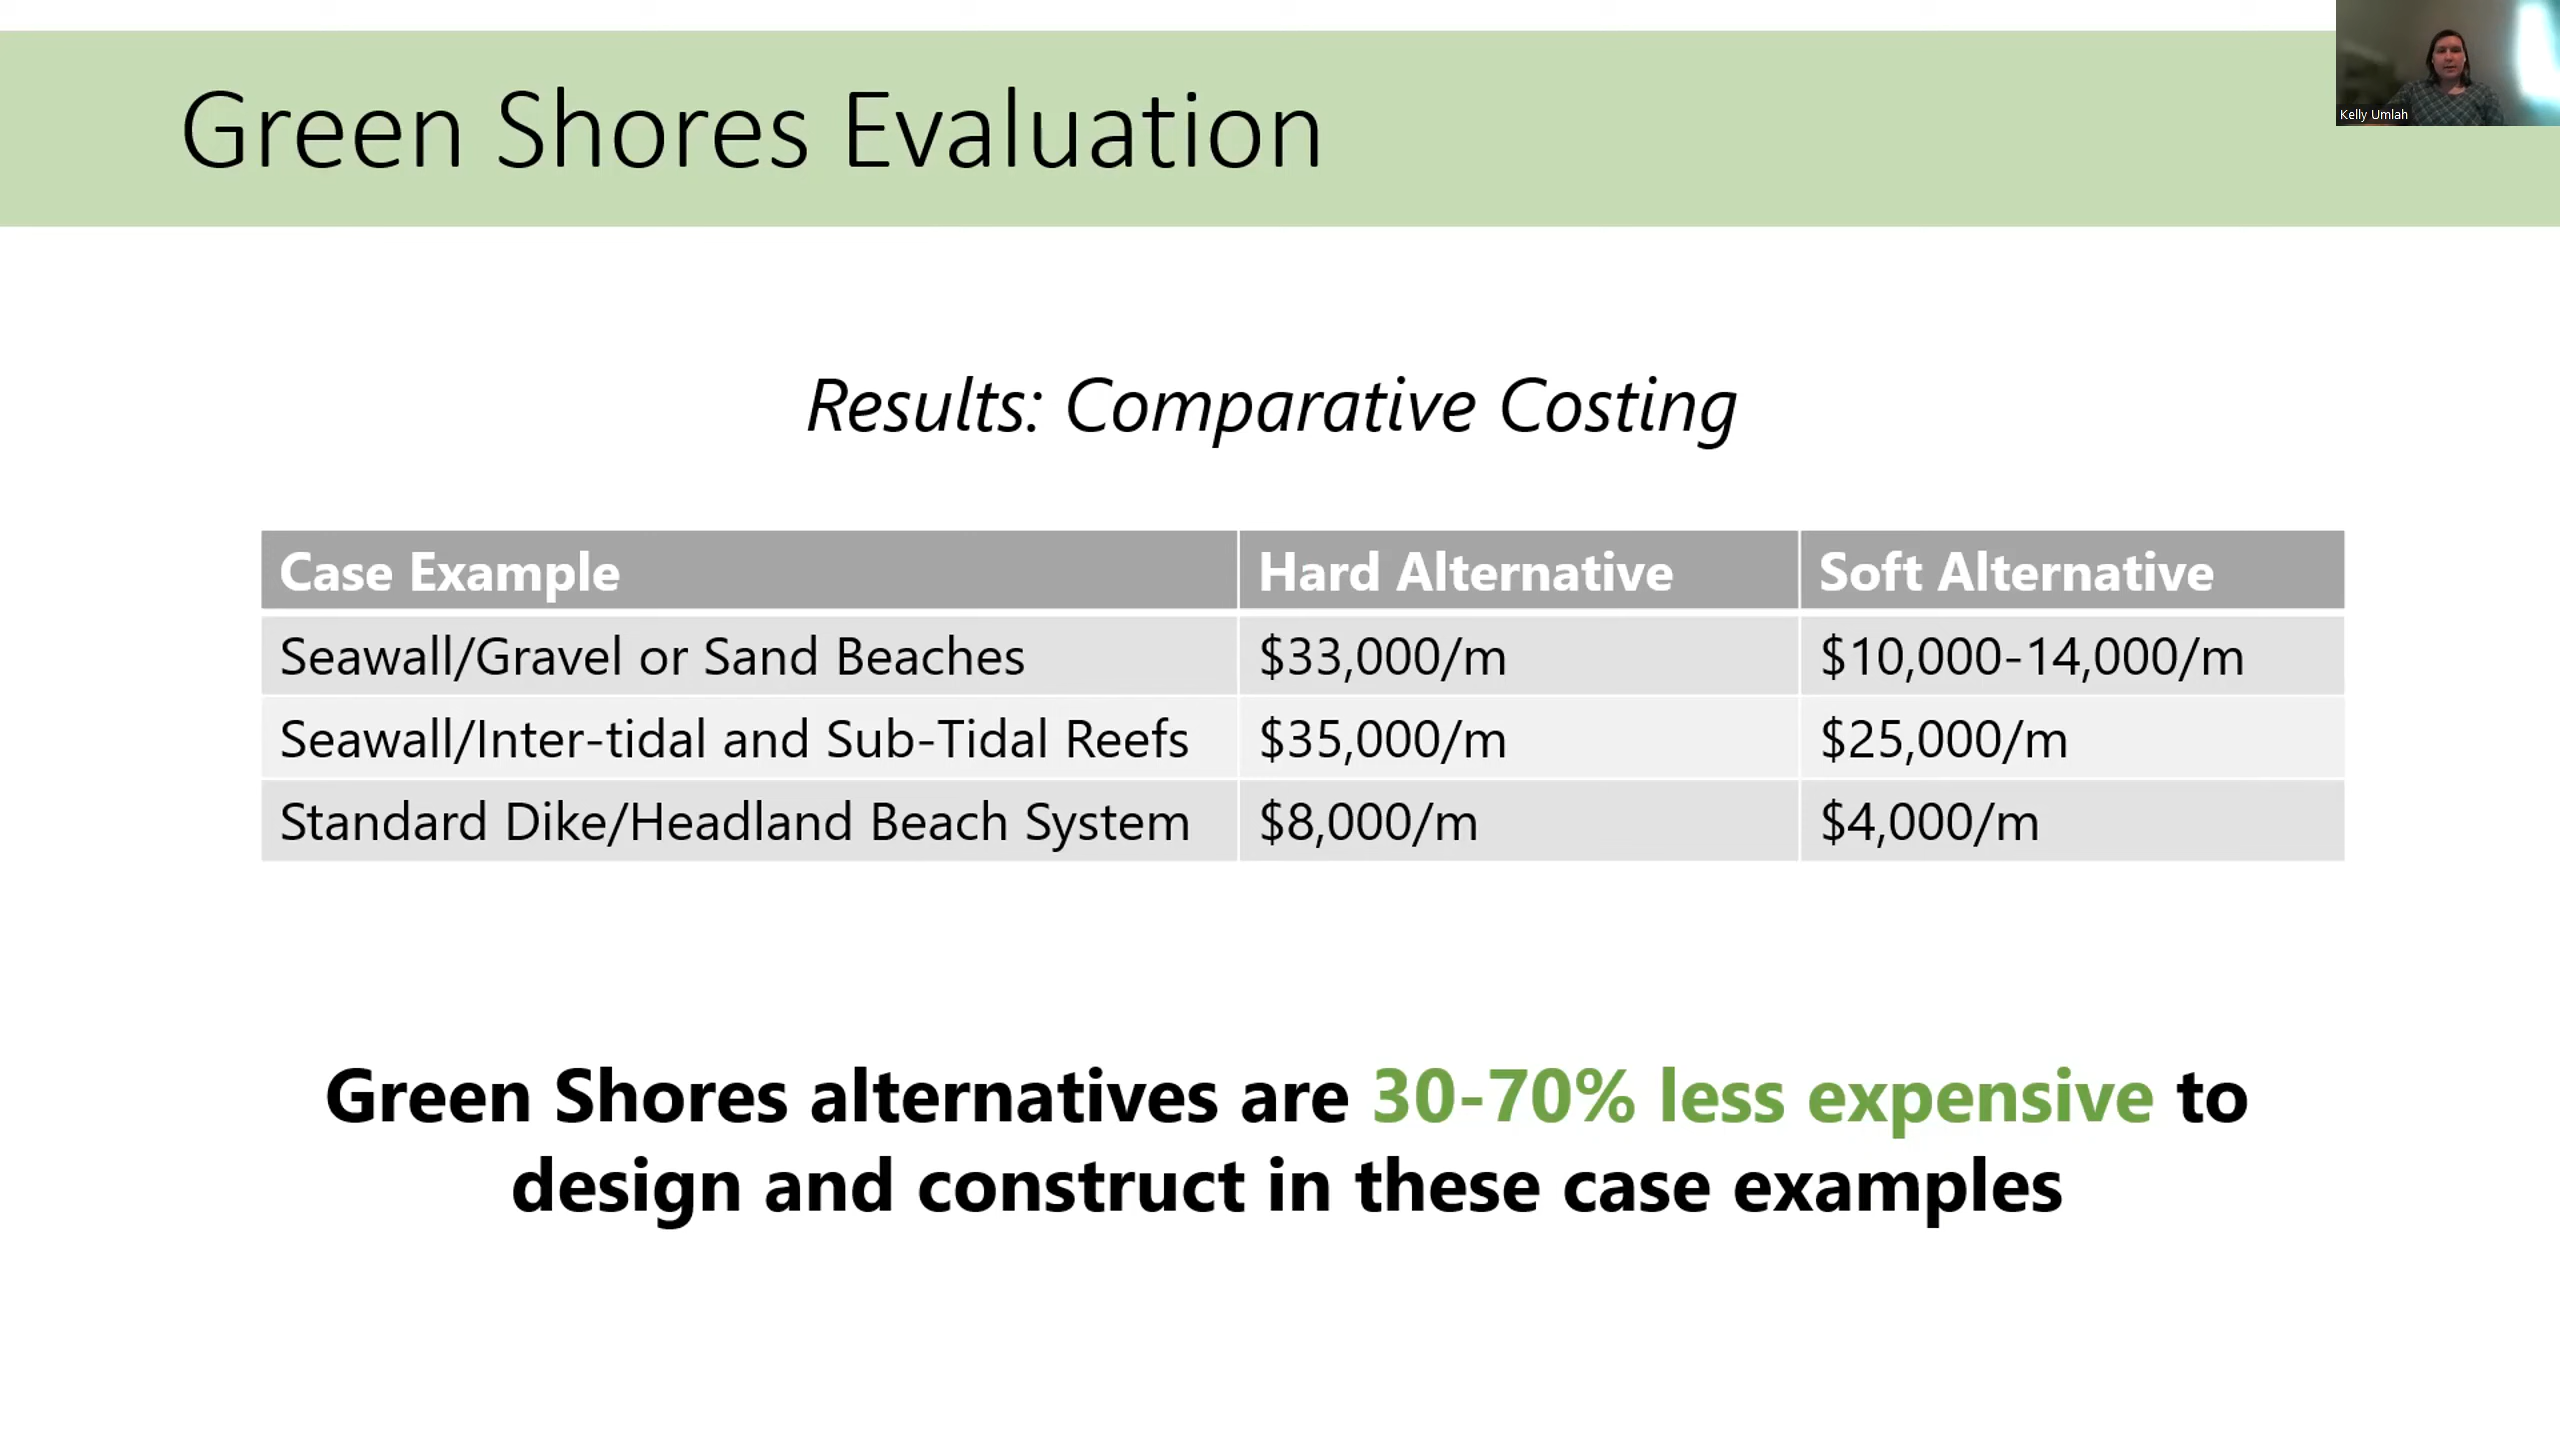 Green Shores Evaluation
Kelly Umlah
Results: Comparative Costing
Case Example Hard Alternative Soft Alternative
Seawall/Gravel or Sand Beaches $33,000/m $10,000-14,000/m
Seawall/Inter-tidal and Sub-Tidal Reefs $35,000/m $25,000/m
Standard Dike/Headland Beach System $8,000/m $4,000/m
Green Shores alternatives are 30-70% less expensive to
design and construct in these case examples